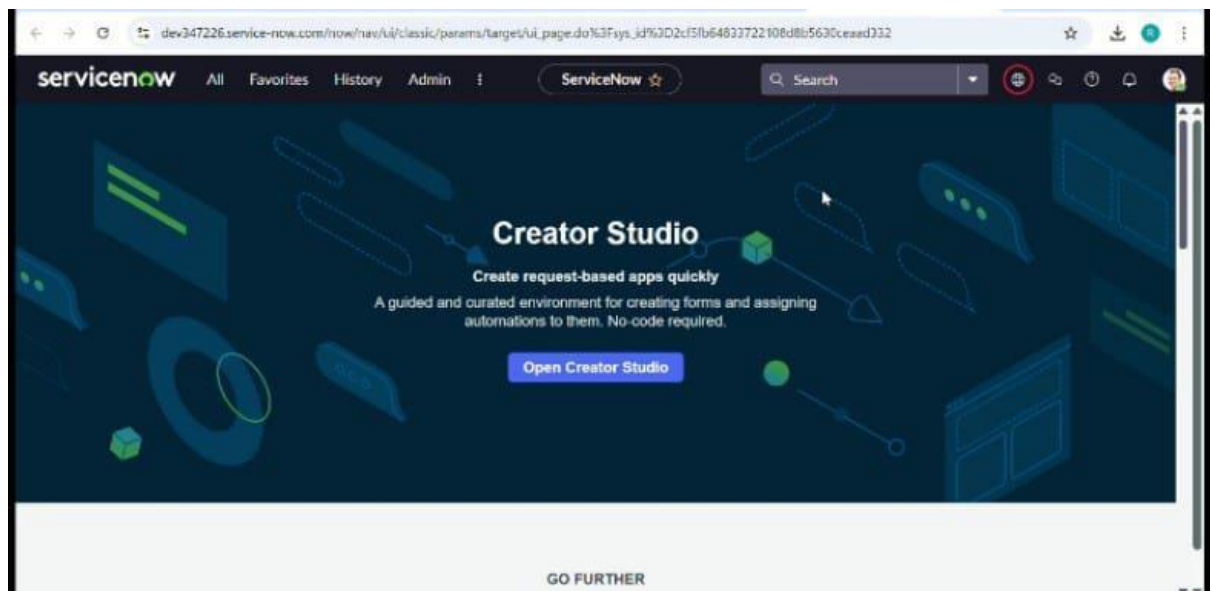 dev347226.service-now.com/now/nav/ui/classic/params/target/ui_page.do%3Fsys_id%3D2cf5fb64833722108d8b5630ceaad332
servicenow All Favorites History Admin ServiceNow Search
Creator Studio
Create request-based apps quickly
A guided and curated environment for creating forms and assigning
automations to them. No-code required.
Open Creator Studio
GO FURTHER